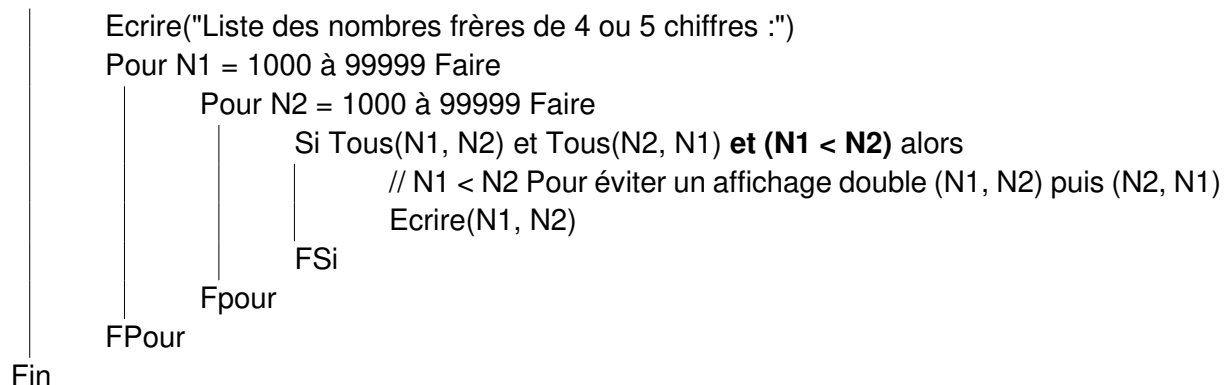 Ecrire("Liste des nombres frères de 4 ou 5 chiffres :")
Pour N1 = 1000 à 99999 Faire
Pour N2 = 1000 à 99999 Faire
Si Tous(N1, N2) et Tous(N2, N1) et (N1 < N2) alors
// N1 < N2 Pour éviter un affichage double (N1, N2) puis (N2, N1)
Ecrire(N1, N2)
FSi
Fpour
FPour
Fin